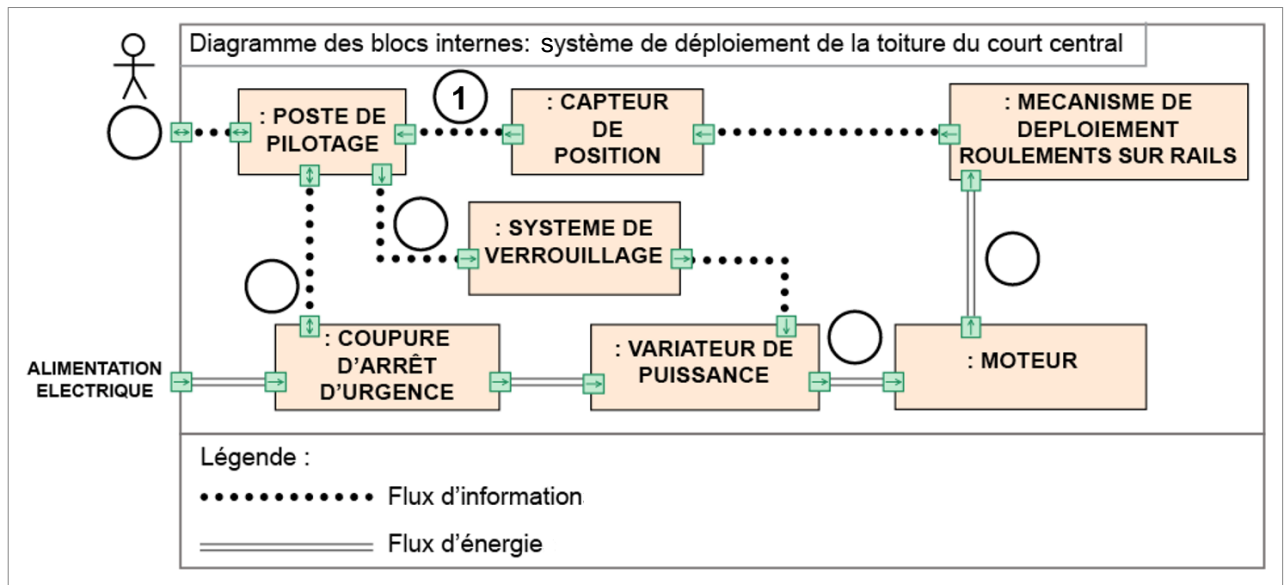 Diagramme des blocs internes: système de déploiement de la toiture du court central
1
: POSTE DE
PILOTAGE
: CAPTEUR
DE
POSITION
: MECANISME DE
DEPLOIEMENT
ROULEMENTS SUR RAILS
: SYSTEME DE
VERROUILLAGE
ALIMENTATION
ELECTRIQUE
: COUPURE
D'ARRÊT
D'URGENCE
: VARIATEUR DE
PUISSANCE
: MOTEUR
Légende :
Flux d'information
Flux d'énergie